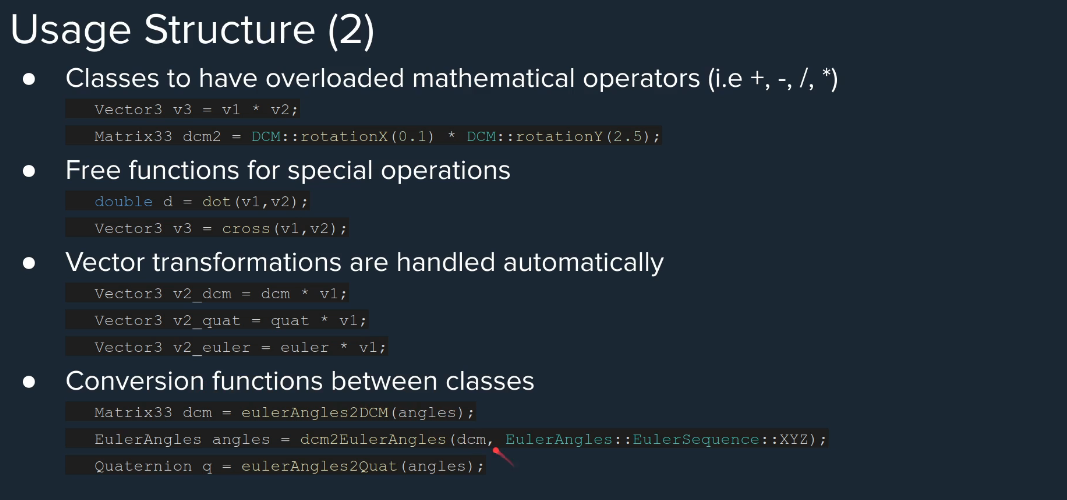 Usage Structure (2)
● Classes to have overloaded mathematical operators (i.e +, -, /, *)
Vector3 v3 = v1 * v2;
Matrix33 dcm2 = DCM::rotationX(0.1) * DCM::rotationY(2.5);
● Free functions for special operations
double d = dot(v1,v2);
Vector3 v3 = cross(v1,v2);
● Vector transformations are handled automatically
Vector3 v2_dcm = dcm * v1;
Vector3 v2_quat = quat * v1;
Vector3 v2_euler = euler * v1;
● Conversion functions between classes
Matrix33 dcm = eulerAngles2DCM(angles);
EulerAngles angles = dcm2EulerAngles(dcm, EulerAngles::EulerSequence::XYZ);
Quaternion q = eulerAngles2Quat(angles);